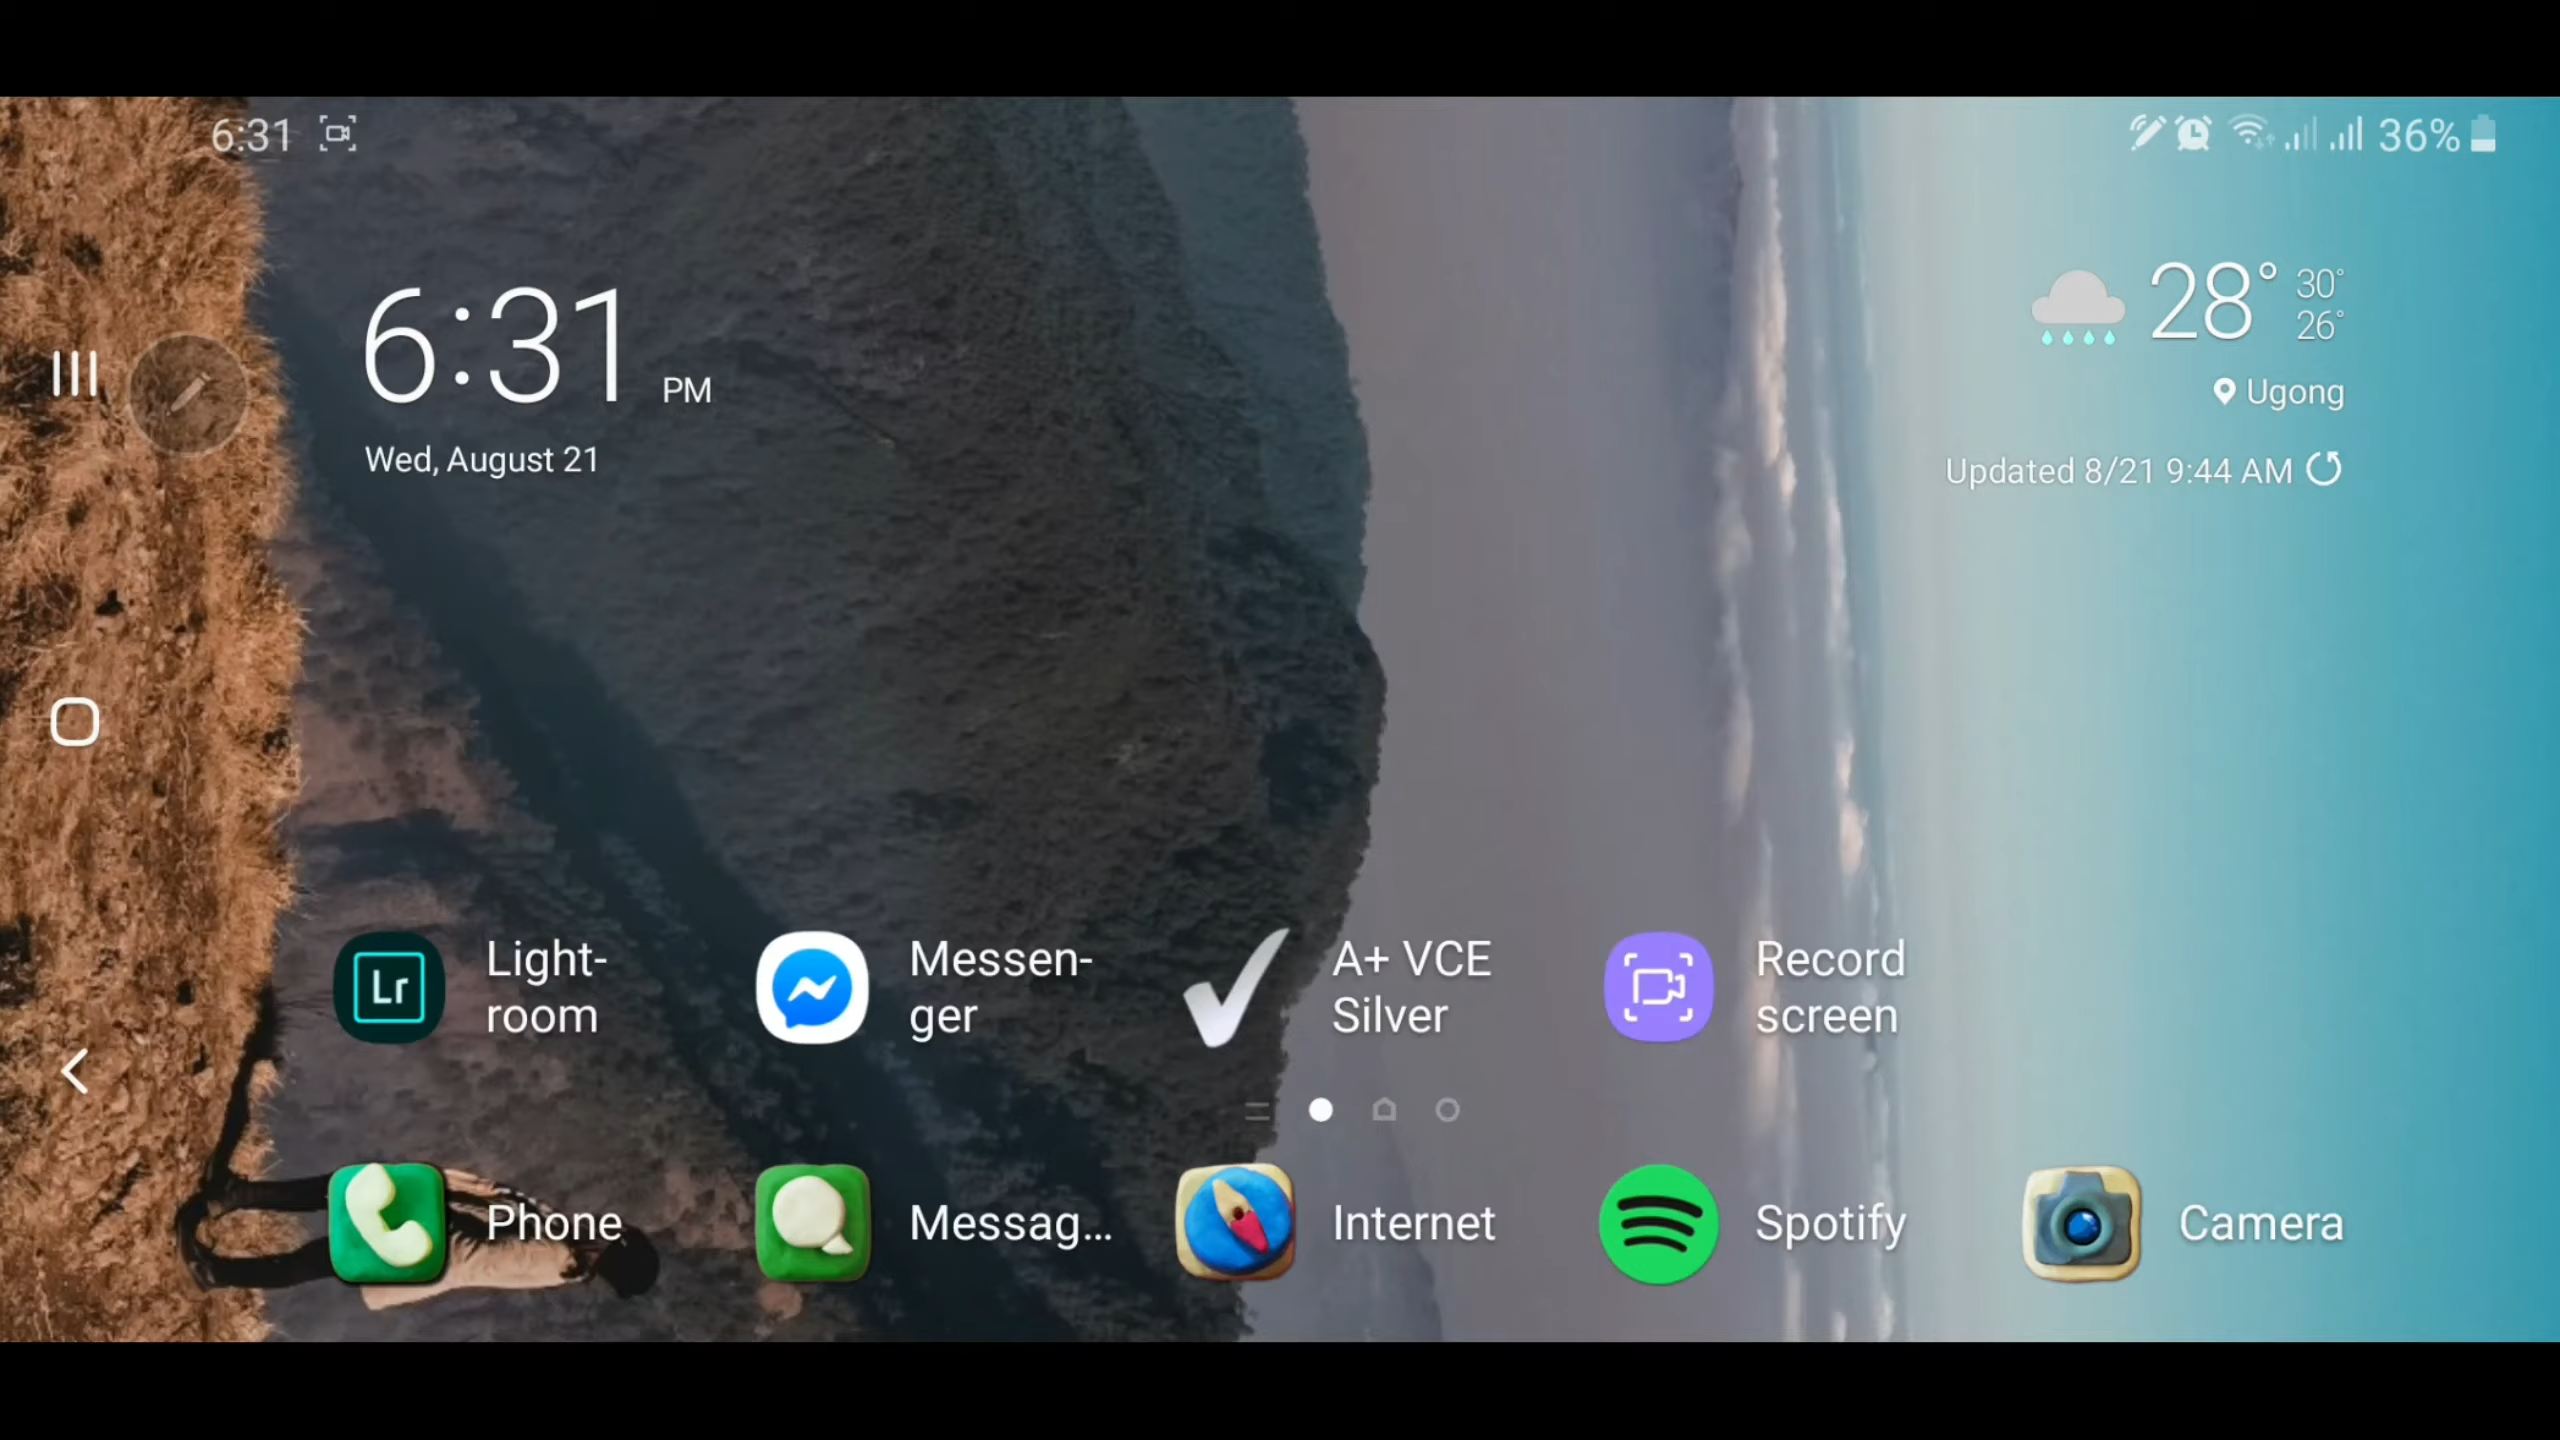 6:31
36%
6:31 PM
Wed, August 21
28° 30°
26°
Ugong
Updated 8/21 9:44 AM
Lr
Light-
room
Messen-
ger
A+ VCE
Silver
Record
screen
Phone
Messag...
Internet
Spotify
Camera